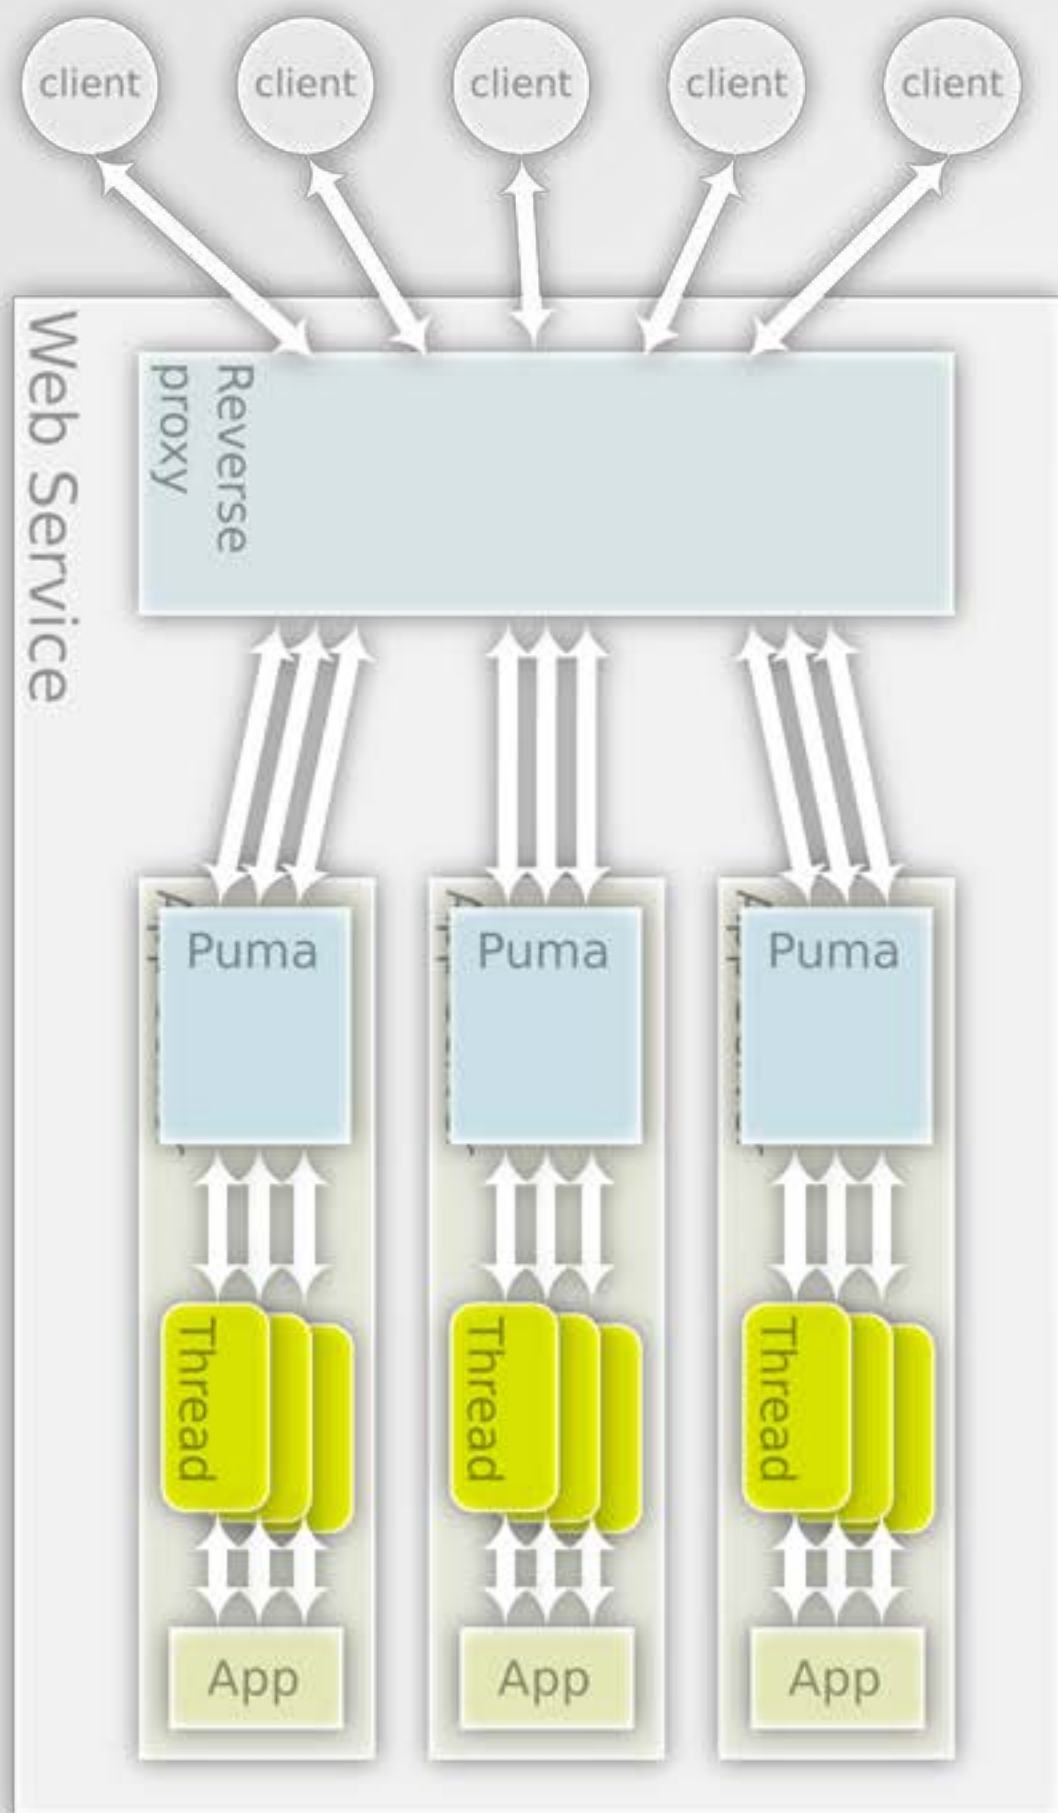 client
client
client
client
client
Web Service
Reverse
proxy
Puma
Puma
Puma
Thread
Thread
Thread
App
App
App